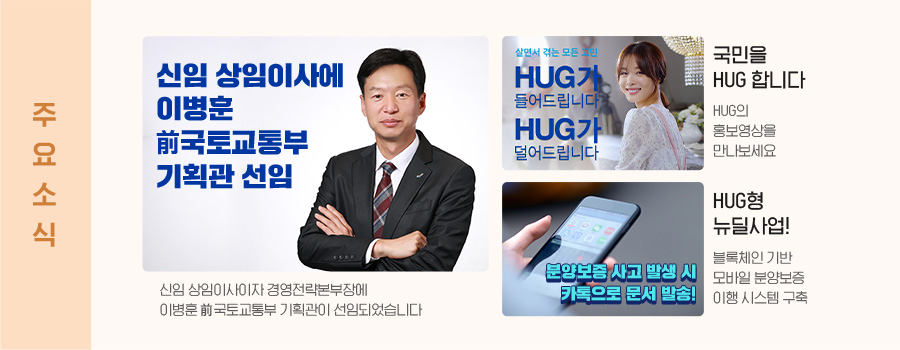 주요소식
신임 상임이사에
이병훈
前국토교통부
기획관 선임
신임 상임이사이자 경영전략본부장에
이병훈 前국토교통부 기획관이 선임되었습니다
살면서 겪는 모든 고민
HUG가
들어드립니다
HUG가
덜어드립니다
국민을
HUG 합니다
HUG의
홍보영상을
만나보세요
분양보증 사고 발생 시
카톡으로 문서 발송!
HUG형
뉴딜사업!
블록체인 기반
모바일 분양보증
이행 시스템 구축